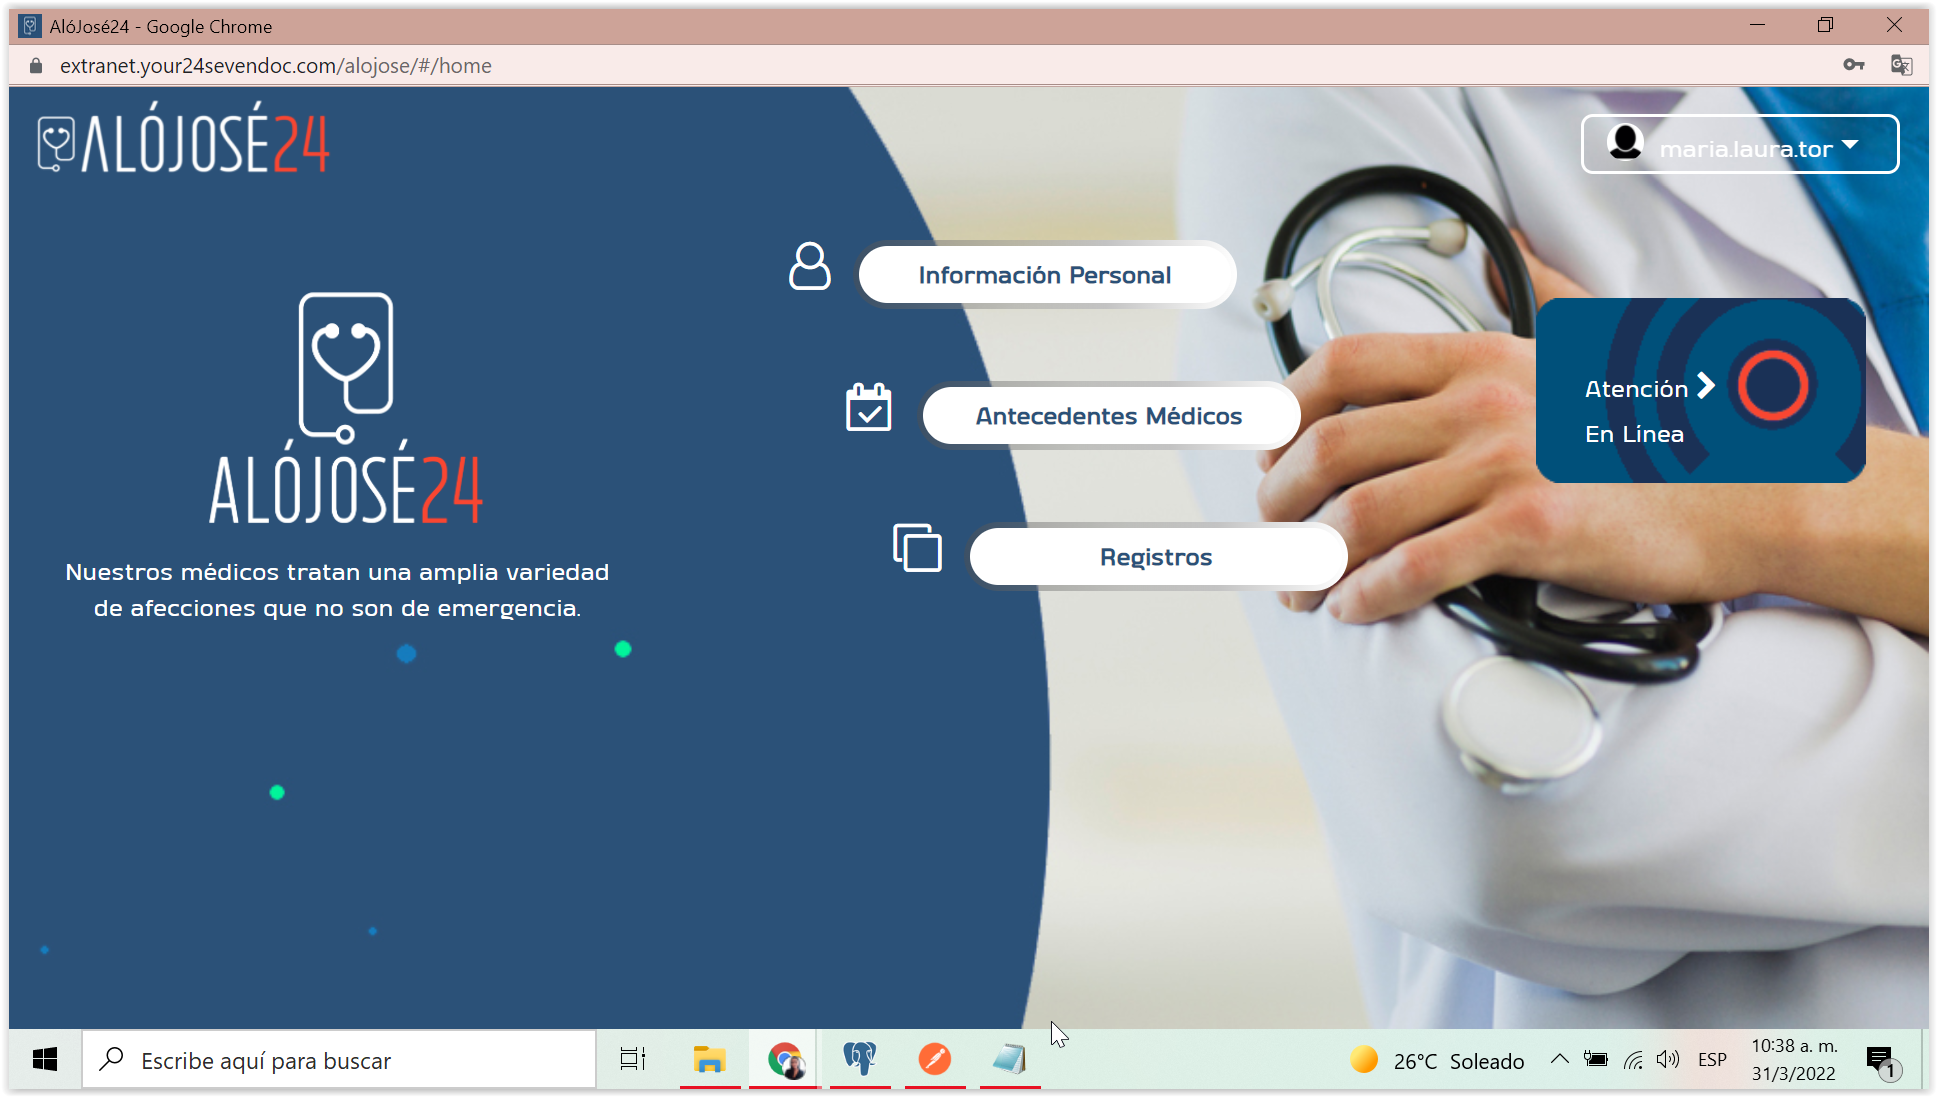 AlóJosé24 - Google Chrome
extranet.your24sevendoc.com/alojose/#/home
ALÓJOSÉ24
maria.laura.tor
Información Personal
Antecedentes Médicos
Atención
En Línea
ALÓJOSÉ24
Registros
Nuestros médicos tratan una amplia variedad
de afecciones que no son de emergencia.
Escribe aquí para buscar
26°C Soleado
ESP
10:38 a. m.
31/3/2022
1